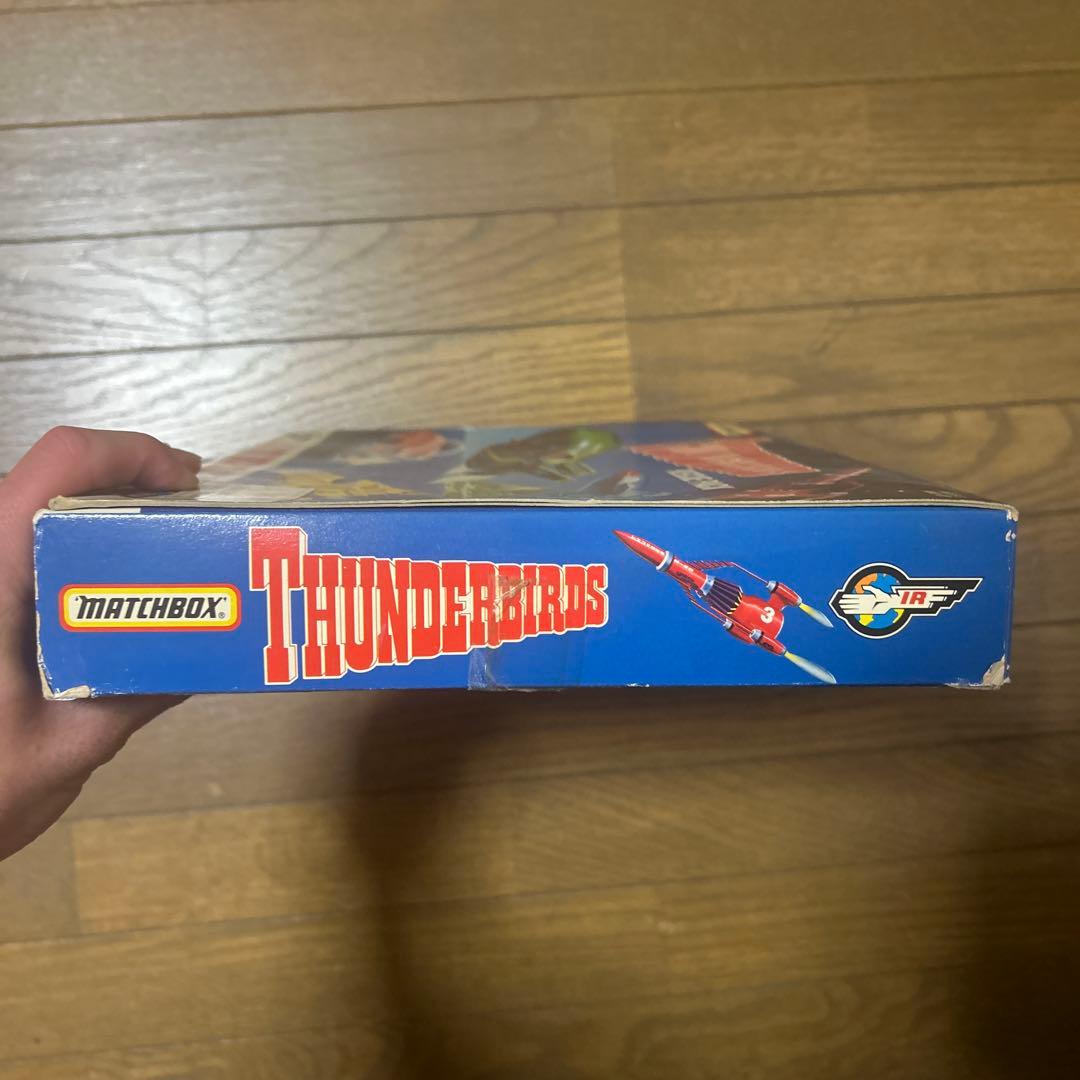 MATCHBOX®
THUNDERBIRDS
3
IR